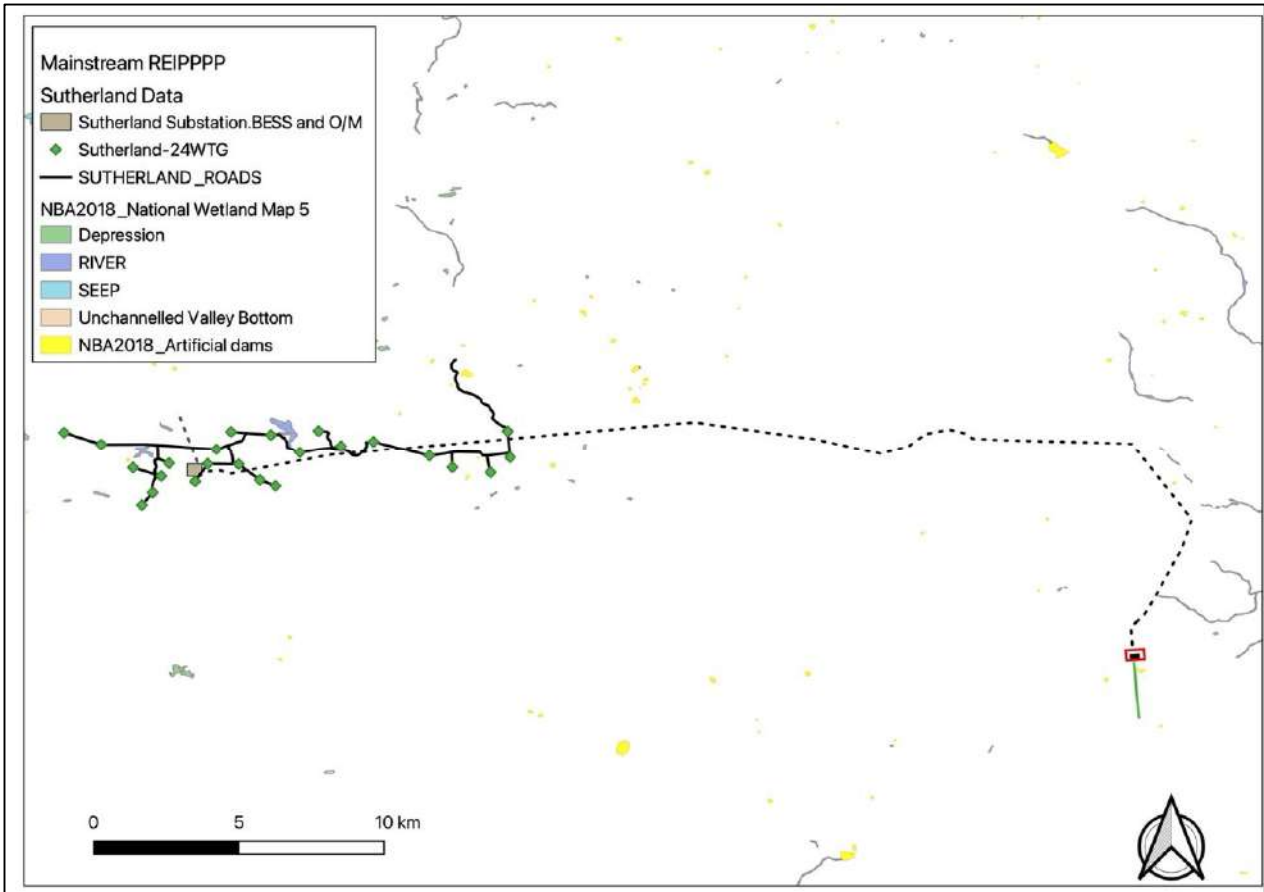 Mainstream REIPPPP
Sutherland Data
Sutherland Substation.BESS and O/M
Sutherland-24WTG
SUTHERLAND_ROADS
NBA2018_National Wetland Map 5
Depression
RIVER
SEEP
Unchannelled Valley Bottom
NBA2018_Artificial dams
0 5 10 km